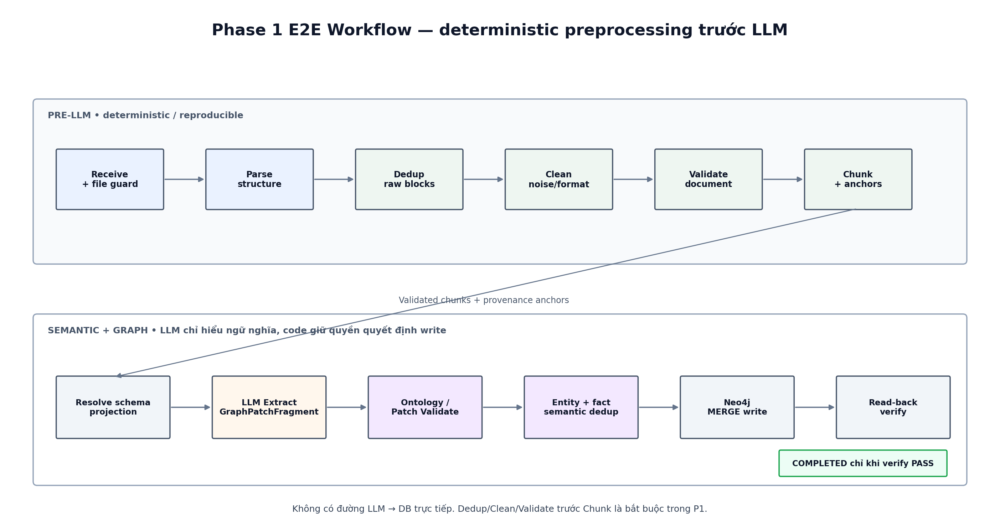 Phase 1 E2E Workflow — deterministic preprocessing trước LLM
PRE-LLM • deterministic / reproducible
Receive
+ file guard
Parse
structure
Dedup
raw blocks
Clean
noise/format
Validate
document
Chunk
+ anchors
Validated chunks + provenance anchors
SEMANTIC + GRAPH • LLM chỉ hiểu ngữ nghĩa, code giữ quyền quyết định write
Resolve schema
projection
LLM Extract
GraphPatchFragment
Ontology /
Patch Validate
Entity + fact
semantic dedup
Neo4j
MERGE write
Read-back
verify
COMPLETED chỉ khi verify PASS
Không có đường LLM → DB trực tiếp. Dedup/Clean/Validate trước Chunk là bắt buộc trong P1.